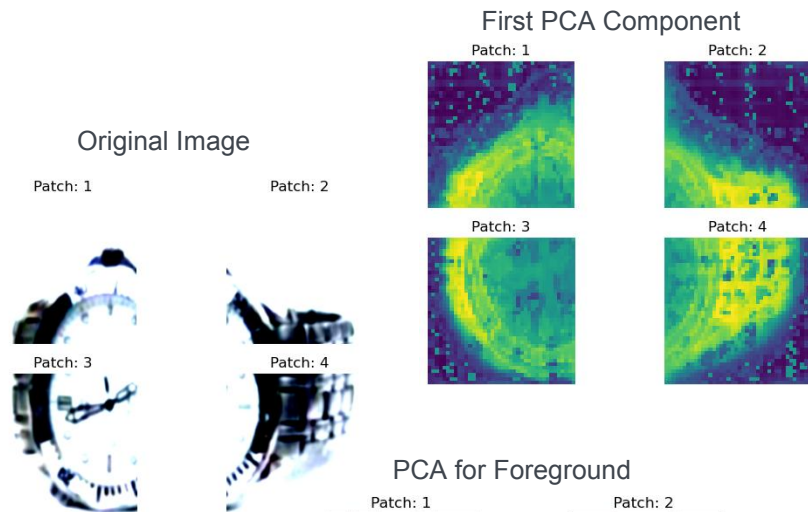 First PCA Component
Patch: 1 Patch: 2
Original Image
Patch: 1 Patch: 2
Patch: 3 Patch: 4
Patch: 3 Patch: 4
PCA for Foreground
Patch: 1 Patch: 2